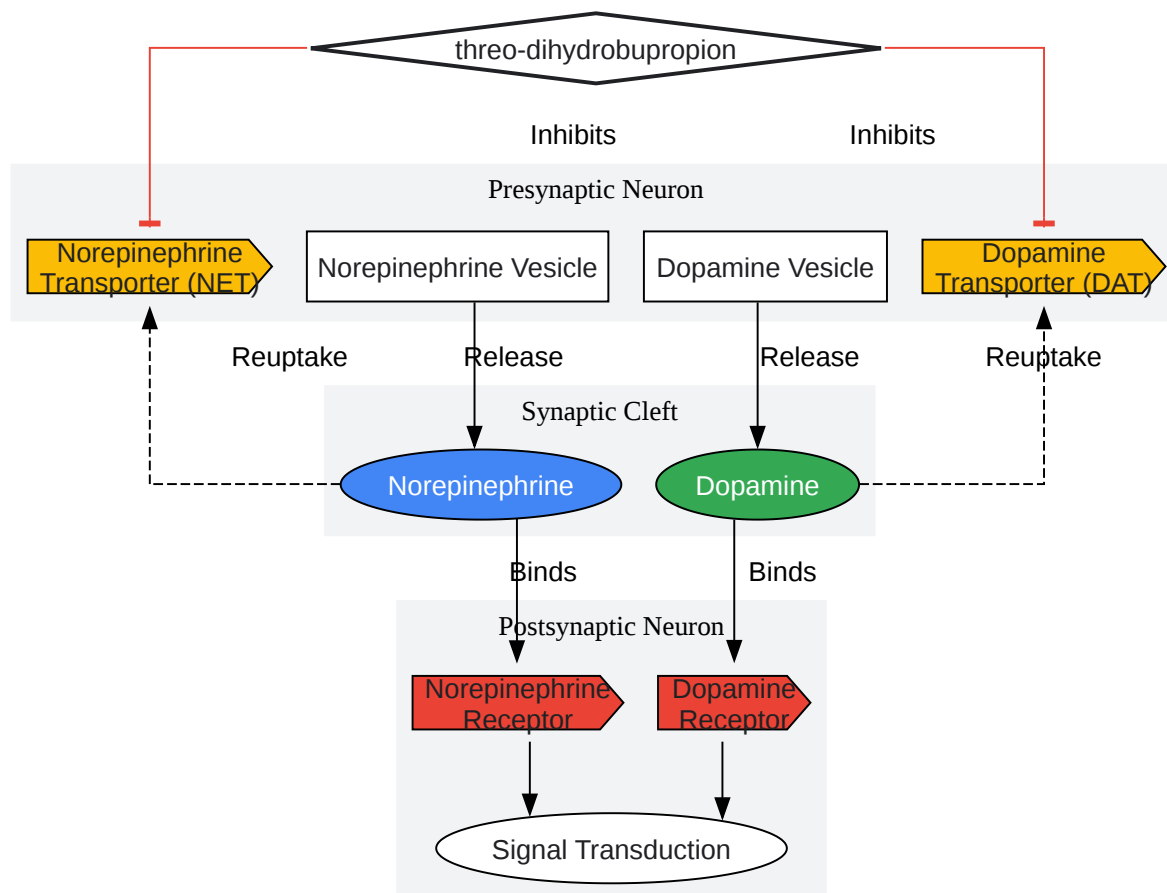 threo-dihydrobupropion
Inhibits
Inhibits
Presynaptic Neuron
Norepinephrine
Transporter (NET)
Norepinephrine Vesicle
Dopamine Vesicle
Dopamine
Transporter (DAT)
Reuptake
Release
Release
Reuptake
Synaptic Cleft
Norepinephrine
Dopamine
Binds
Binds
Postsynaptic Neuron
Norepinephrine
Receptor
Dopamine
Receptor
Signal Transduction